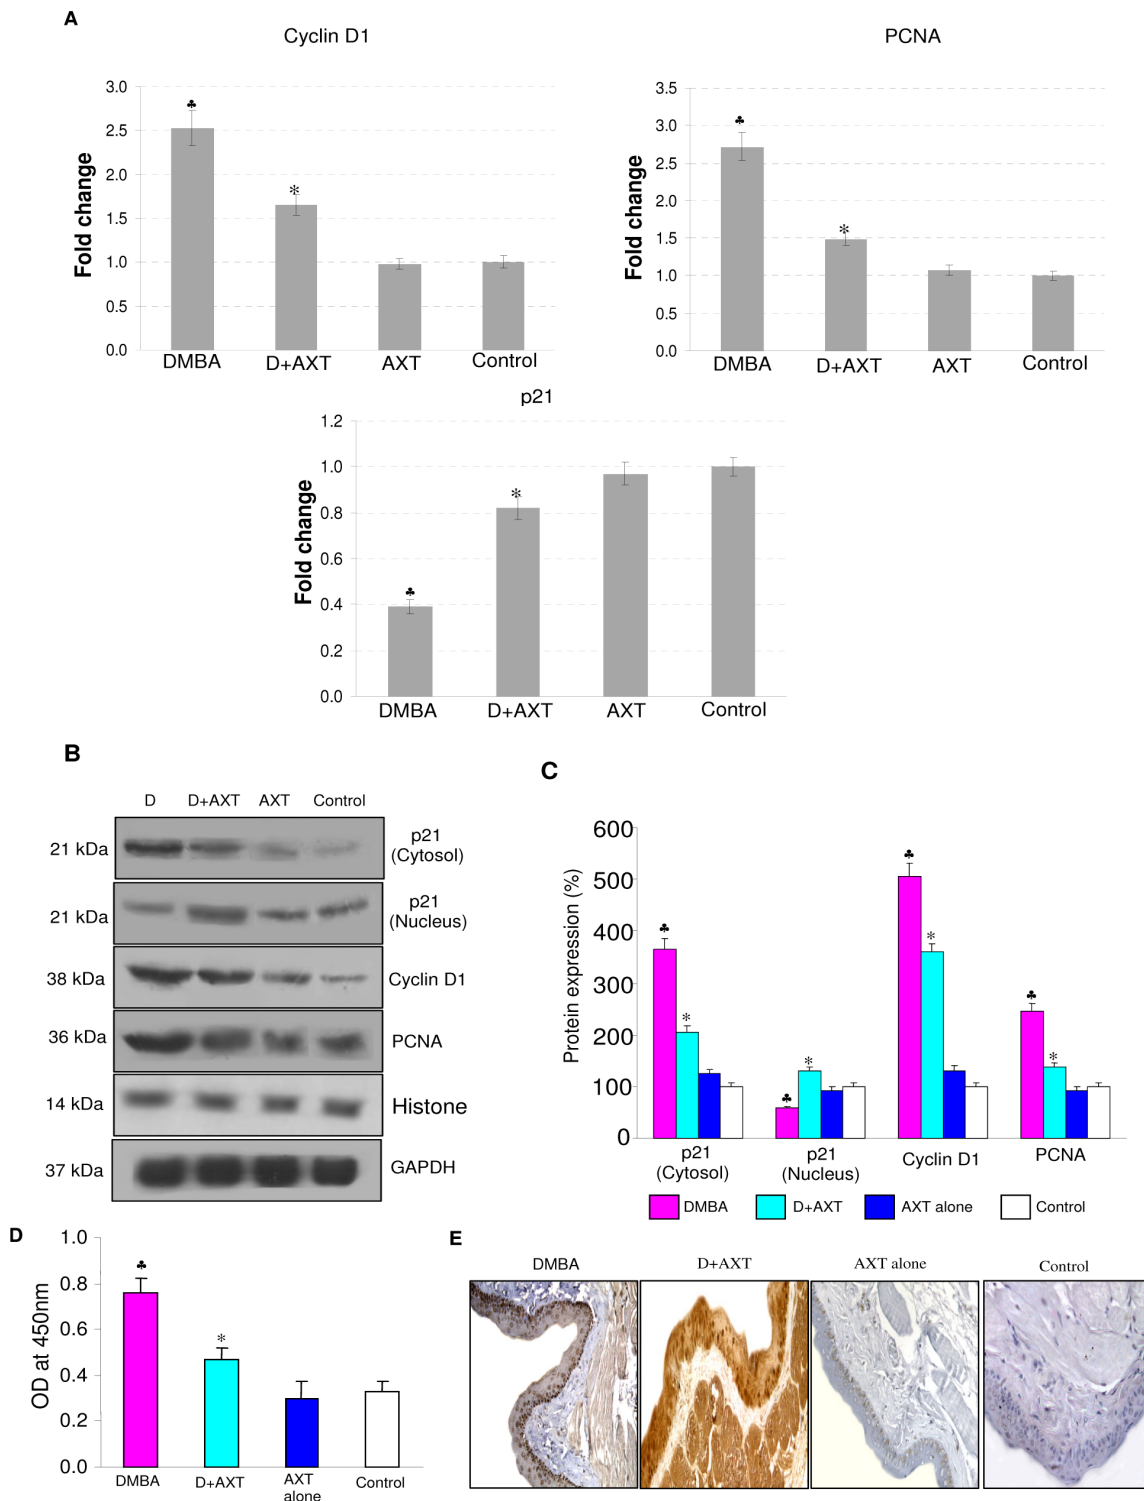 A
Cyclin D1
PCNA
3.0
2.5
2.0
1.5
1.0
0.5
0.0
Fold change
♣
*
DMBA
D+AXT
AXT
Control
3.5
3.0
2.5
2.0
1.5
1.0
0.5
0.0
Fold change
♣
*
DMBA
D+AXT
AXT
Control
p21
1.2
1.0
0.8
0.6
0.4
0.2
0.0
Fold change
♣
*
DMBA
D+AXT
AXT
Control
B
D D+AXT AXT Control
21 kDa
p21
(Cytosol)
21 kDa
p21
(Nucleus)
38 kDa
Cyclin D1
36 kDa
PCNA
14 kDa
Histone
37 kDa
GAPDH
C
600
500
400
300
200
100
0
Protein expression (%)
♣
*
♣
*
♣
*
♣
*
p21
(Cytosol)
p21
(Nucleus)
Cyclin D1
PCNA
DMBA
D+AXT
AXT alone
Control
D
1.0
0.8
0.6
0.4
0.2
0.0
OD at 450nm
♣
*
DMBA
D+AXT
AXT
alone
Control
E
DMBA
D+AXT
AXT alone
Control